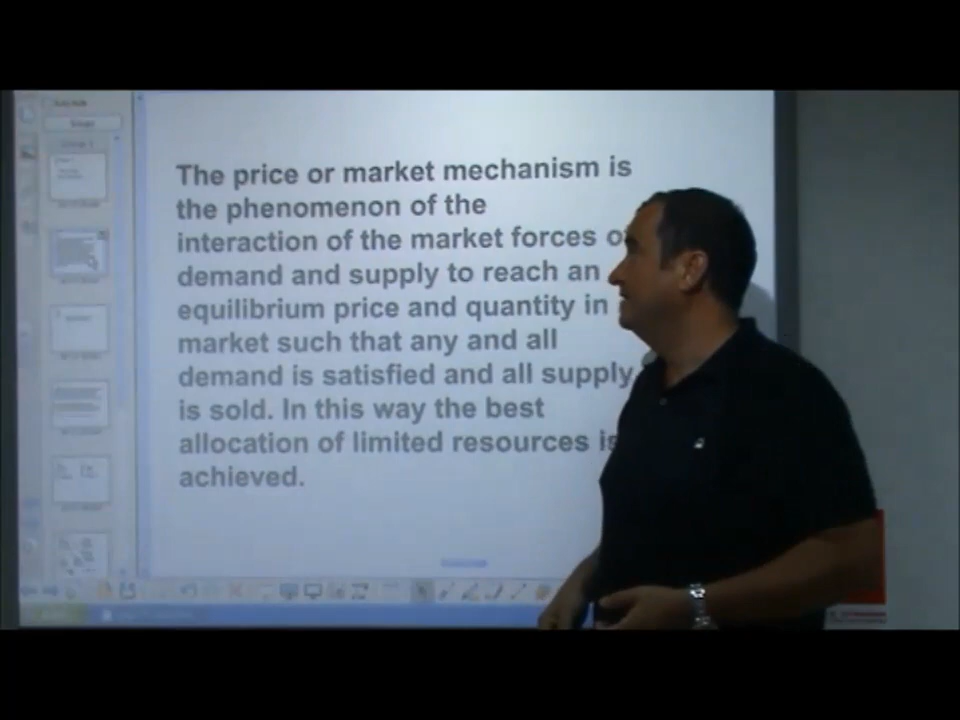 The price or market mechanism is
the phenomenon of the
interaction of the market forces o
demand and supply to reach an
equilibrium price and quantity in
market such that any and all
demand is satisfied and all supply
is sold. In this way the best
allocation of limited resources is
achieved.